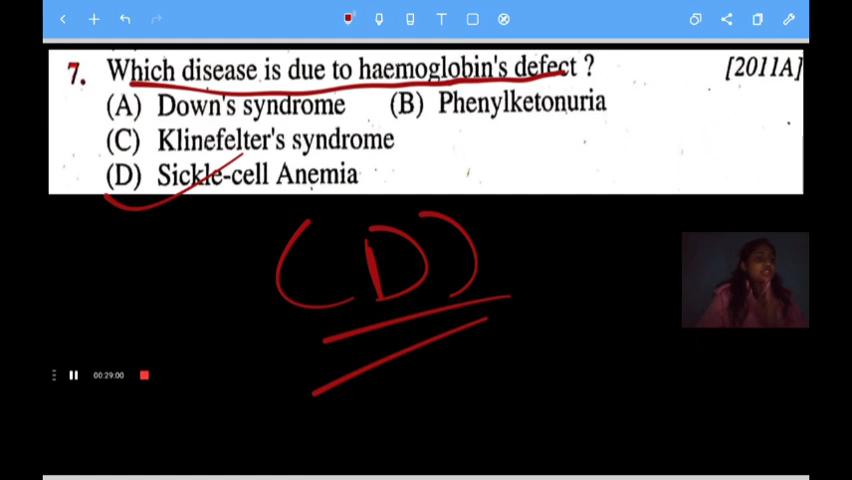 T
7. Which disease is due to haemoglobin's defect ? [2011A]
(A) Down's syndrome (B) Phenylketonuria
(C) Klinefelter's syndrome
(D) Sickle-cell Anemia
(D)
00:29:00